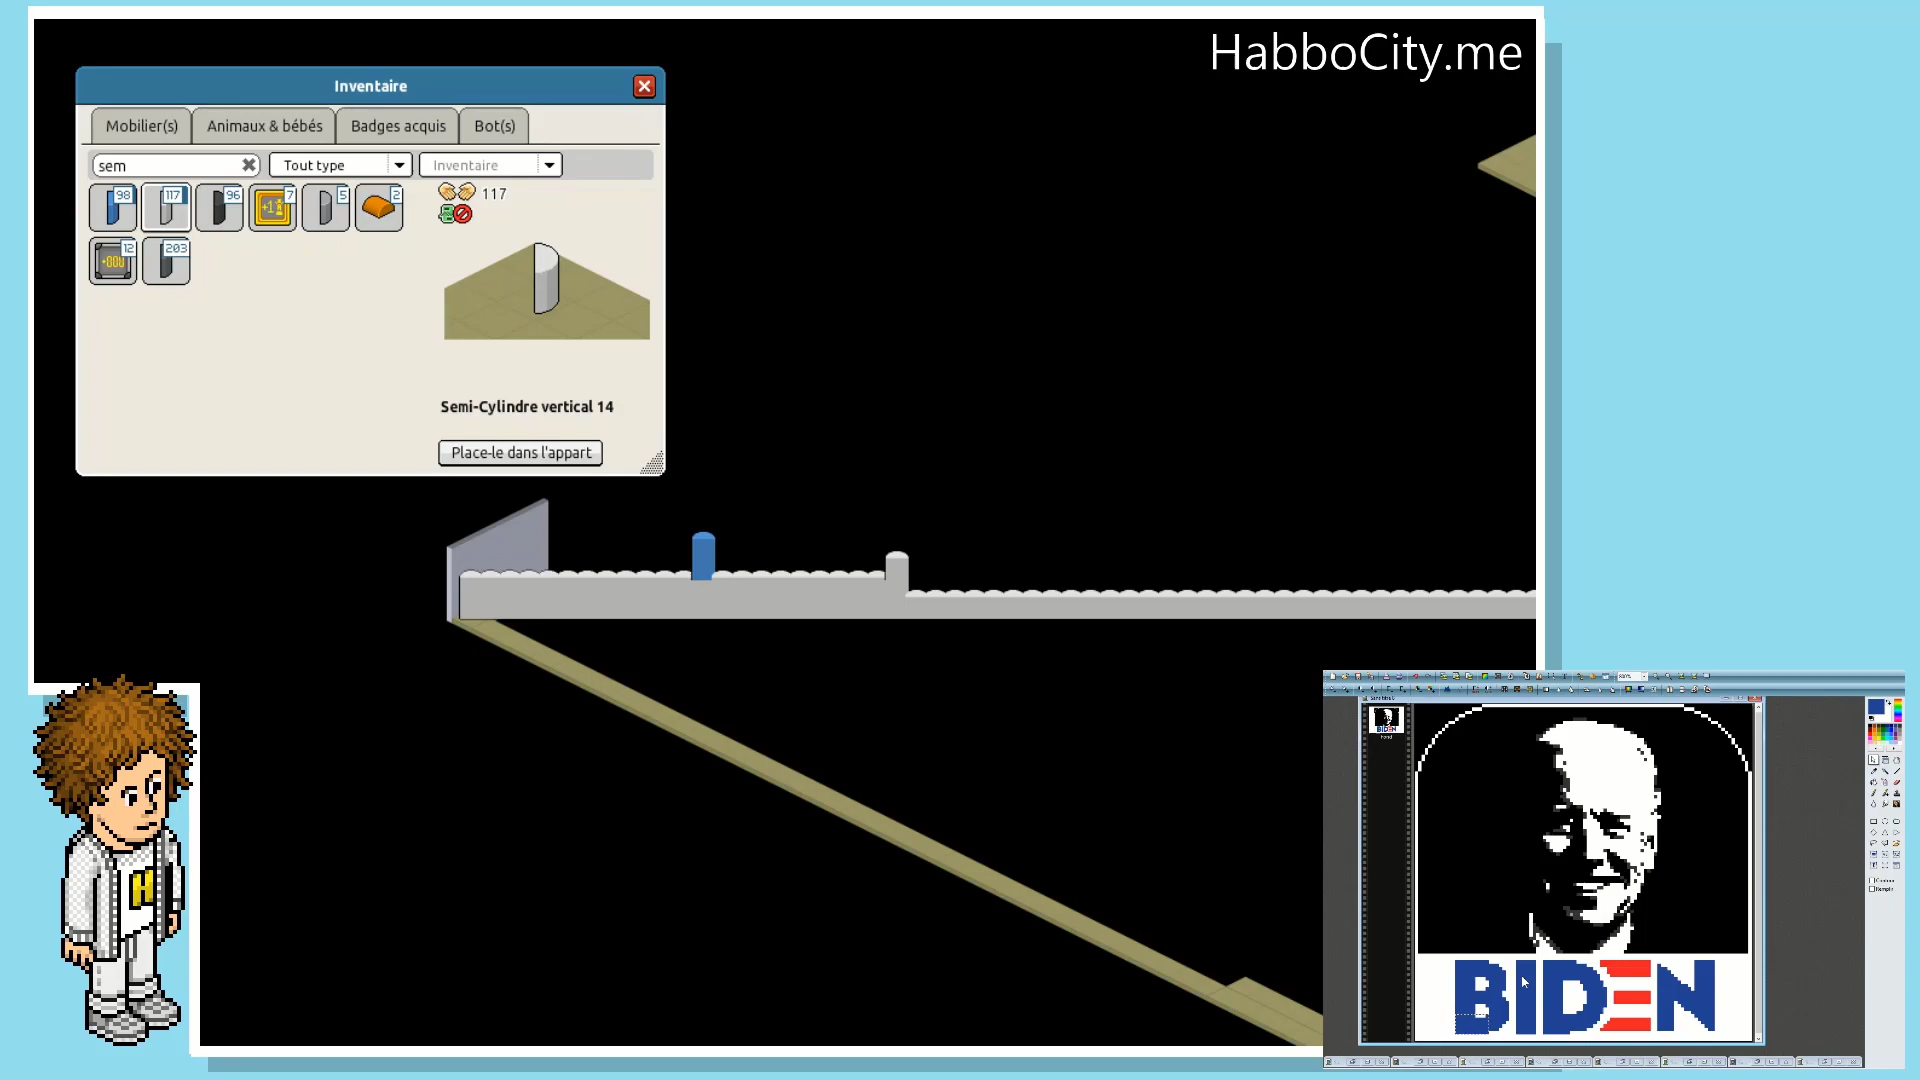 HabboCity.me
Inventaire
Mobilier(s)
Animaux & bébés
Badges acquis
Bot(s)
sem
Tout type
Inventaire
98
117
96
+1
7
5
2
117
12
203
Semi-Cylindre vertical 14
Place-le dans l'appart
H
BIDEN